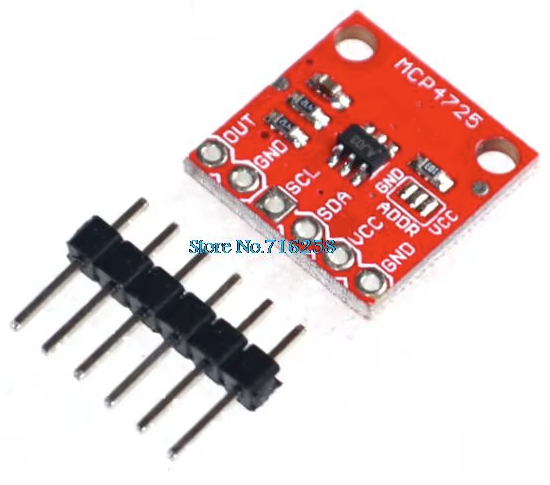 MCP4725
OUT
GND
SCL
SDA
VCC
GND
GND
ADDR
VCC
Store No.716258